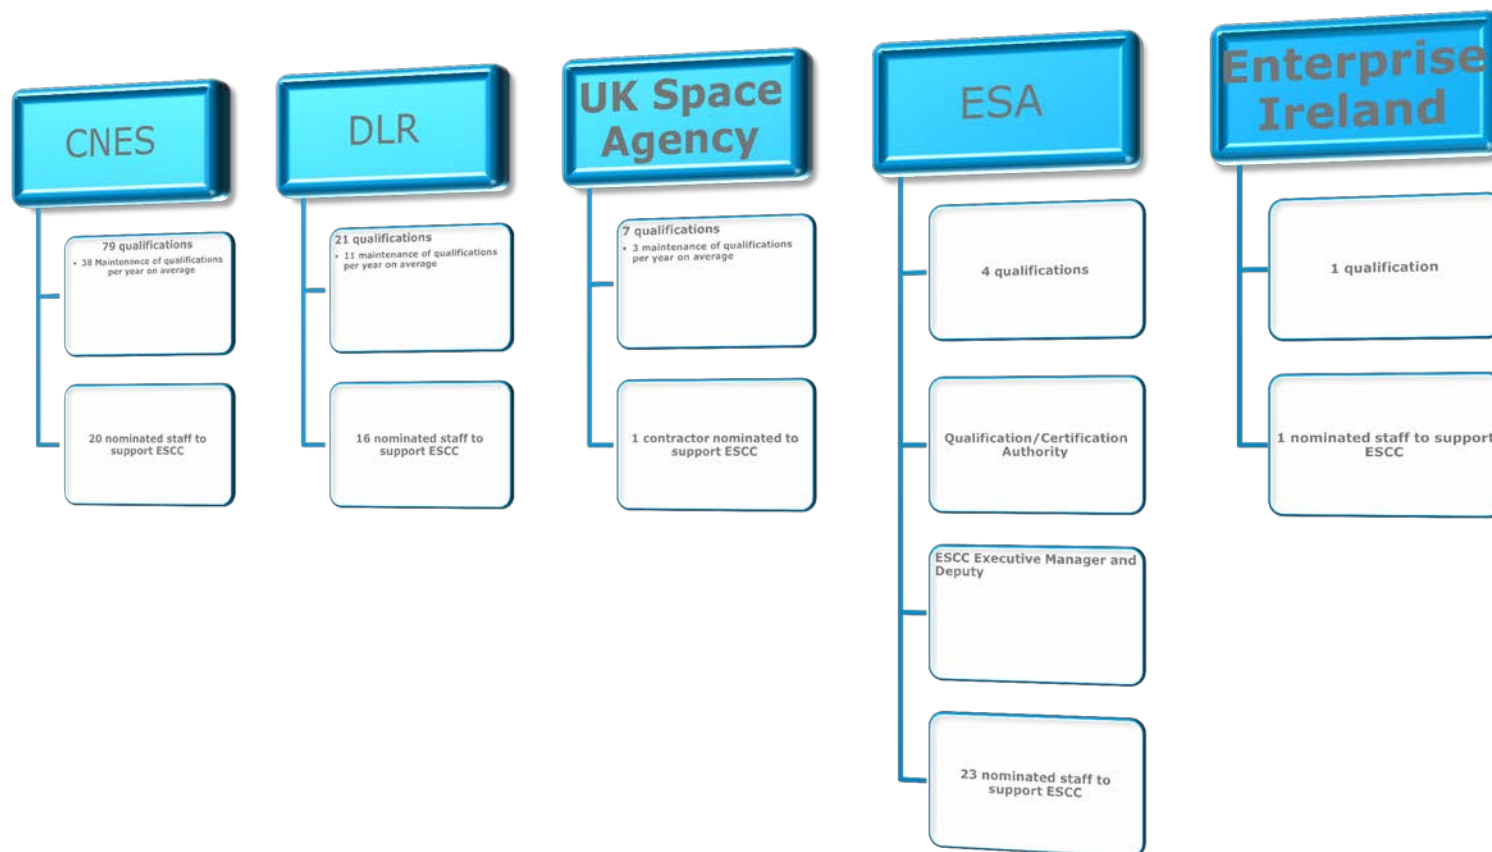 CNES
79 qualifications
• 38 Maintenance of qualifications
per year on average
20 nominated staff to
support ESCC
DLR
21 qualifications
• 11 maintenance of qualifications
per year on average
16 nominated staff to
support ESCC
UK Space
Agency
7 qualifications
• 3 maintenance of qualifications
per year on average
1 contractor nominated to
support ESCC
ESA
4 qualifications
Qualification/Certification
Authority
ESCC Executive Manager and
Deputy
23 nominated staff to
support ESCC
Enterprise
Ireland
1 qualification
1 nominated staff to support
ESCC